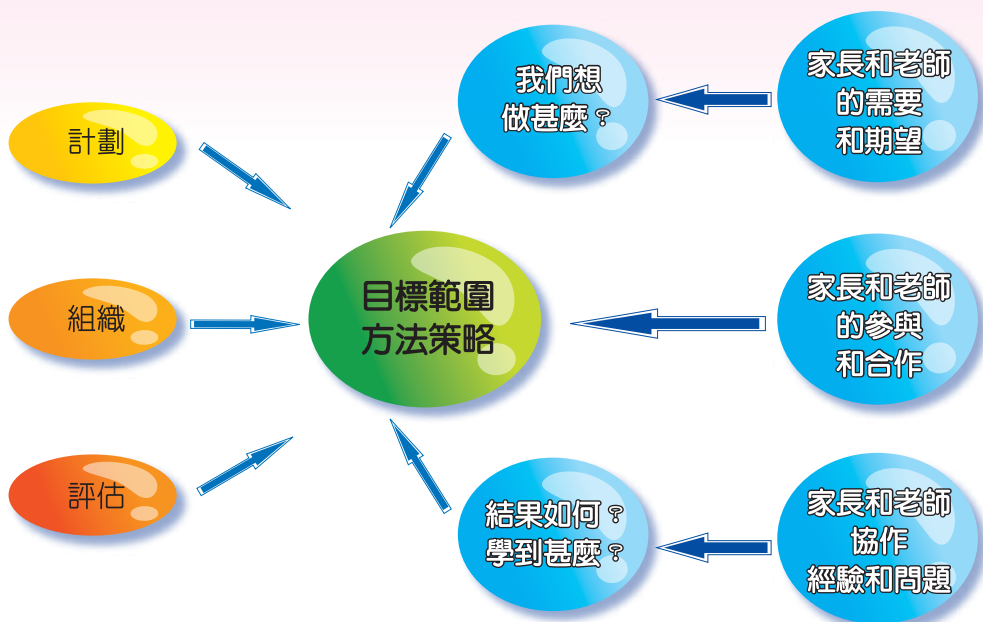 計劃
組織
評估
目標範圍
方法策略
我們想
做甚麼？
結果如何？
學到甚麼？
家長和老師
的需要
和期望
家長和老師
的參與
和合作
家長和老師
協作
經驗和問題